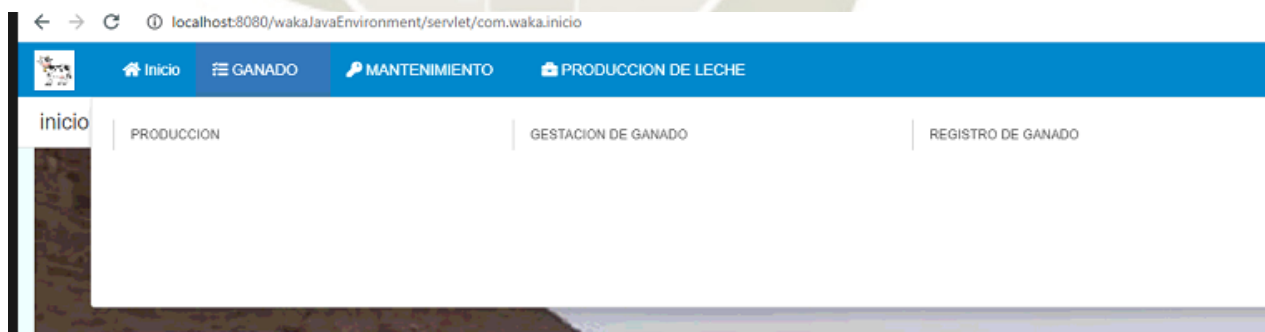 localhost:8080/wakaJavaEnvironment/servlet/com.waka.inicio
Inicio GANADO MANTENIMIENTO PRODUCCION DE LECHE
inicio
PRODUCCION GESTACION DE GANADO REGISTRO DE GANADO